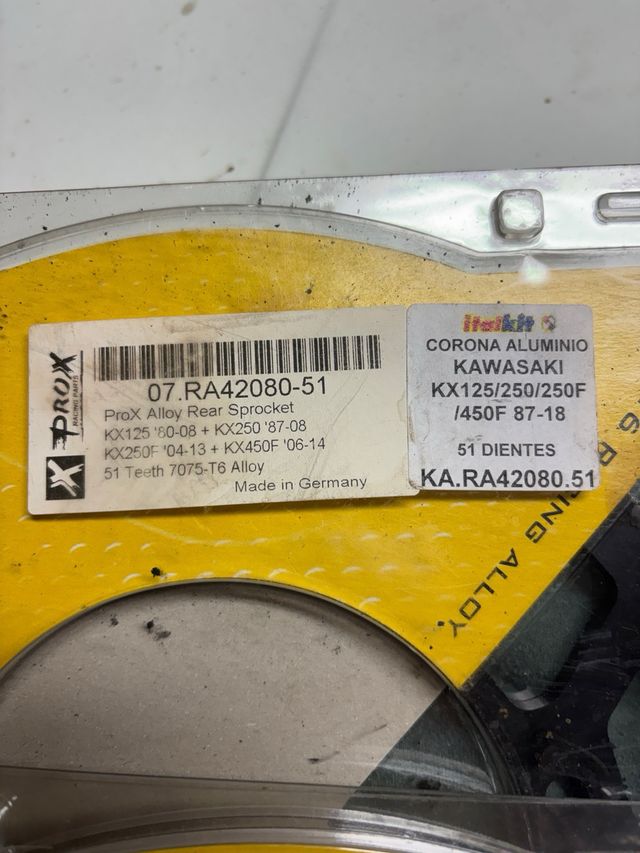 PROX
RACING PARTS
07.RA42080-51
ProX Alloy Rear Sprocket
KX125 '80-08 + KX250 '87-08
KX250F '04-13 + KX450F '06-14
51 Teeth 7075-T6 Alloy
Made in Germany
italkit
CORONA ALUMINIO
KAWASAKI
KX125/250/250F
/450F 87-18
51 DIENTES
KA.RA42080.51
ALLOY